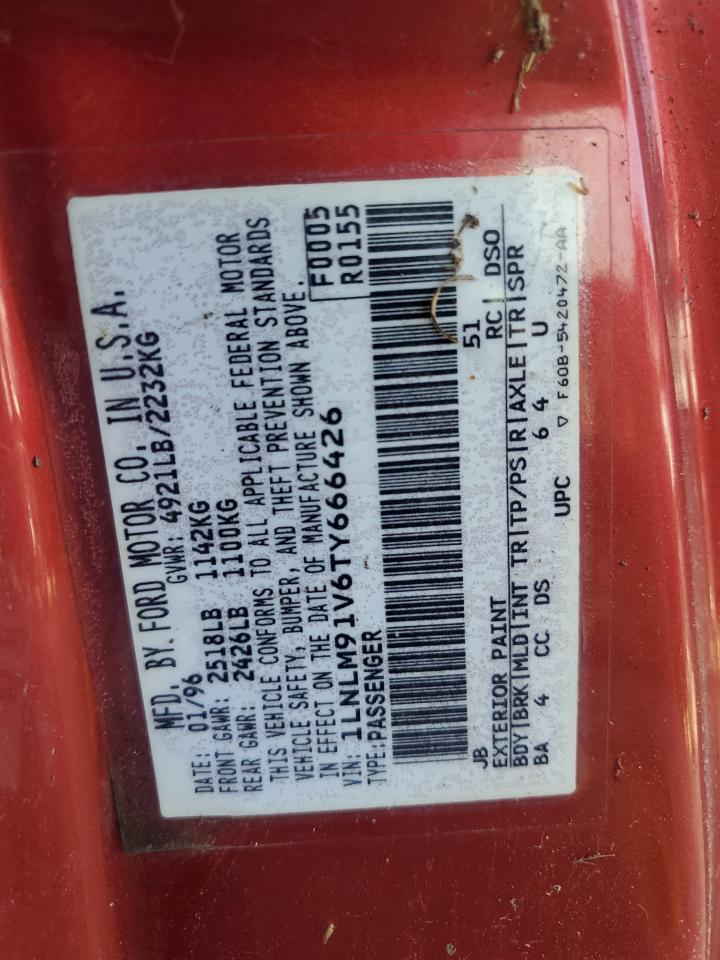 MFD. BY. FORD MOTOR CO. IN U.S.A.
DATE: 01/96 GVWR: 4921LB/2232KG
FRONT GAWR: 2518LB 1142KG
REAR GAWR: 2426LB 1100KG
THIS VEHICLE CONFORMS TO ALL APPLICABLE FEDERAL MOTOR
VEHICLE SAFETY, BUMPER, AND THEFT PREVENTION STANDARDS
IN EFFECT ON THE DATE OF MANUFACTURE SHOWN ABOVE.
VIN: 1LNLM91V6TY666426 F0005
TYPE: PASSENGER R0155
JB 51
EXTERIOR PAINT RC DSO
BDY|BRK|MLD|INT TR|TP/PS|R|AXLE|TR|SPR
BA 4 CC DS 6 4 U
UPC ▽ F60B-5420472-AA